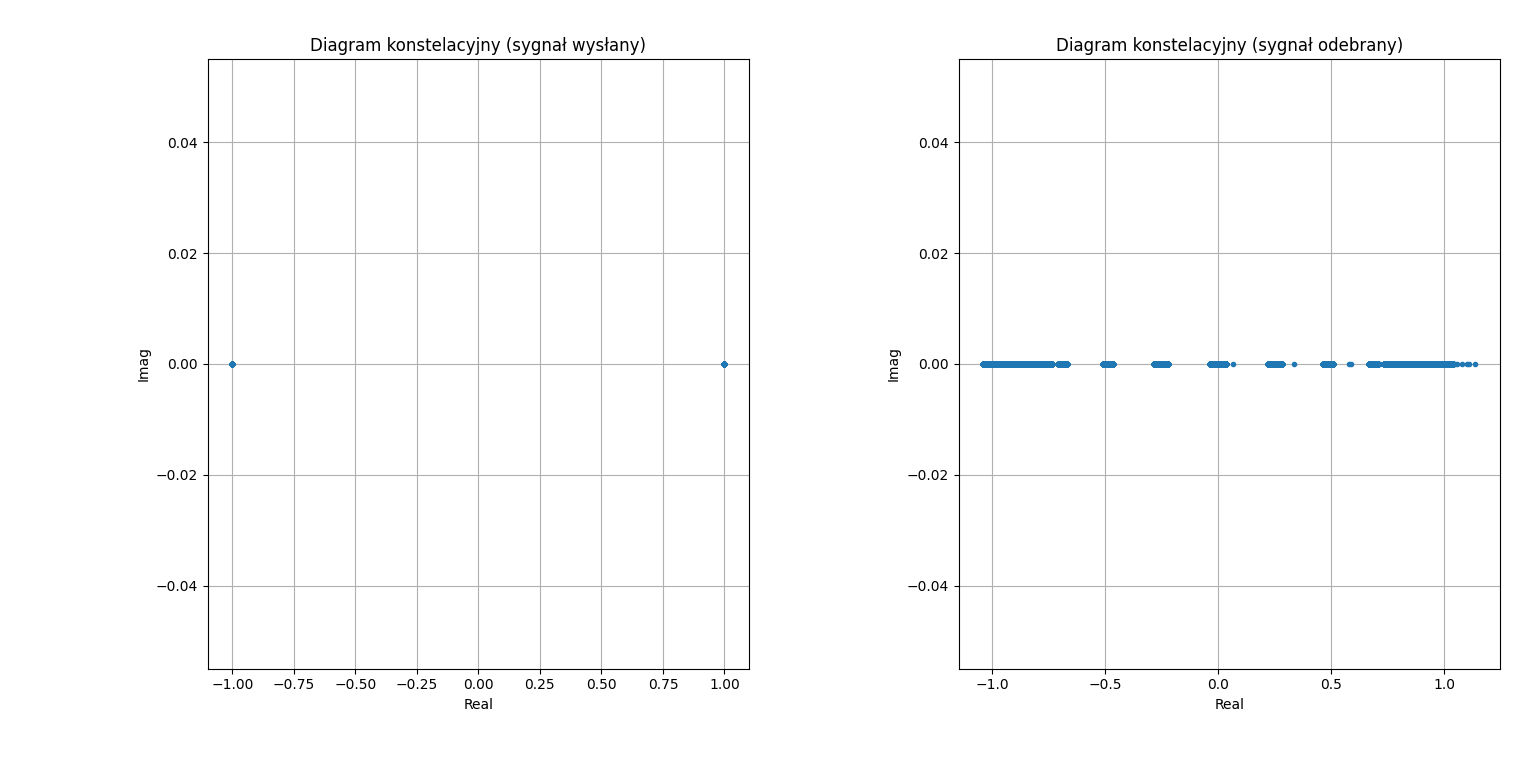 Diagram konstelacyjny (sygnał wysłany)
Imag
0.04
0.02
0.00
−0.02
−0.04
−1.00 −0.75 −0.50 −0.25 0.00 0.25 0.50 0.75 1.00
Real
Diagram konstelacyjny (sygnał odebrany)
Imag
0.04
0.02
0.00
−0.02
−0.04
−1.0 −0.5 0.0 0.5 1.0
Real